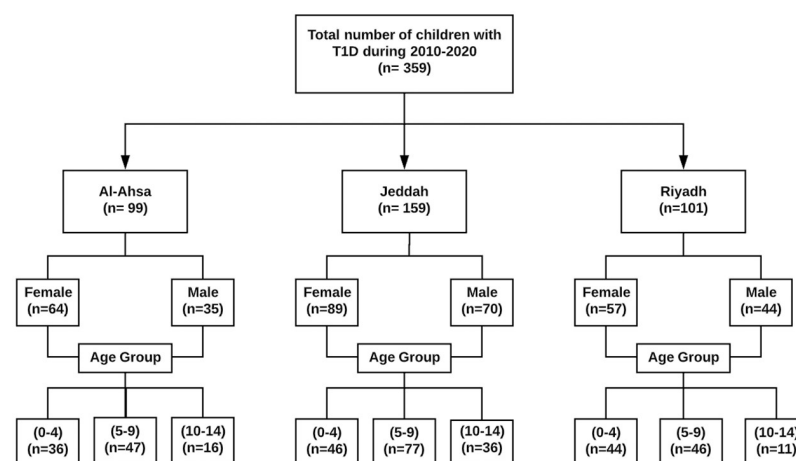 Total number of children with
T1D during 2010-2020
(n= 359)
Al-Ahsa
(n= 99)
Jeddah
(n= 159)
Riyadh
(n=101)
Female
(n=64)
Male
(n=35)
Female
(n=89)
Male
(n=70)
Female
(n=57)
Male
(n=44)
Age Group
Age Group
Age Group
(0-4)
(n=36)
(5-9)
(n=47)
(10-14)
(n=16)
(0-4)
(n=46)
(5-9)
(n=77)
(10-14)
(n=36)
(0-4)
(n=44)
(5-9)
(n=46)
(10-14)
(n=11)